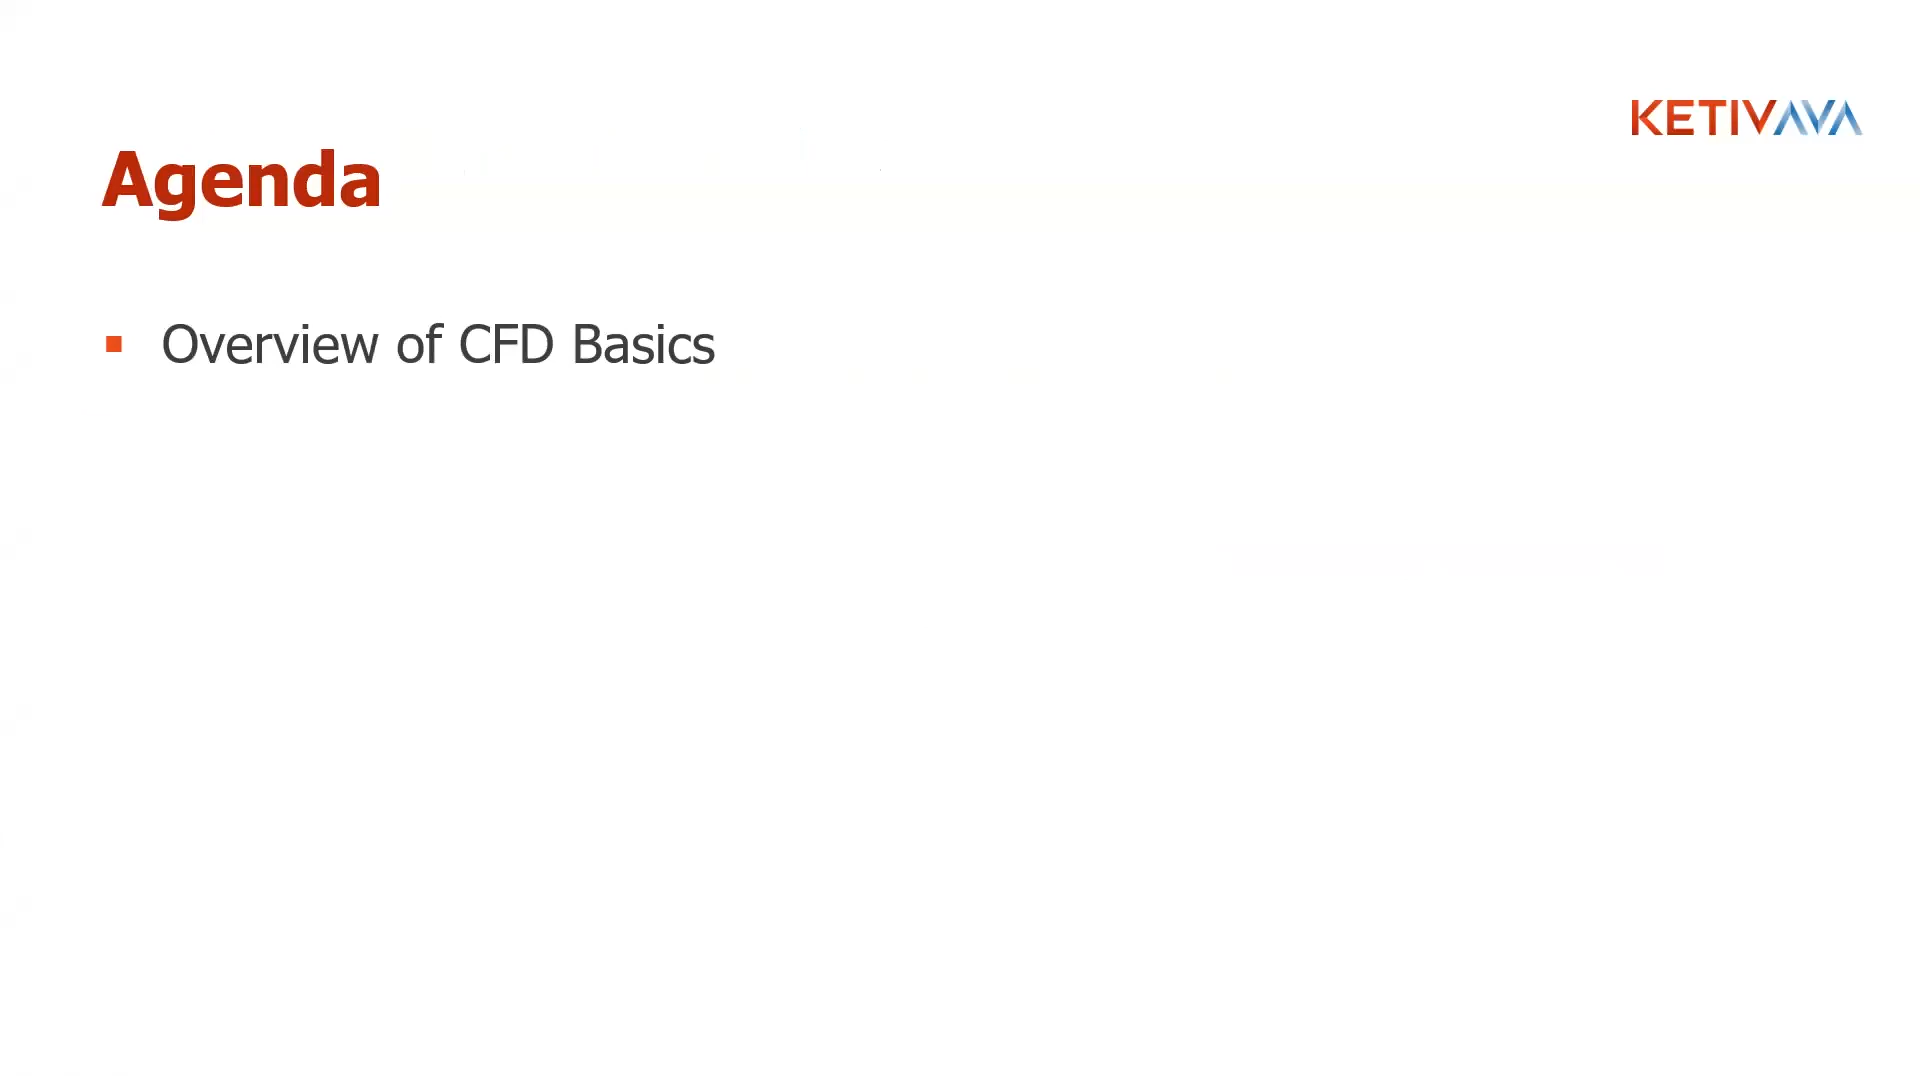 KETIVAVA
Agenda
▪ Overview of CFD Basics